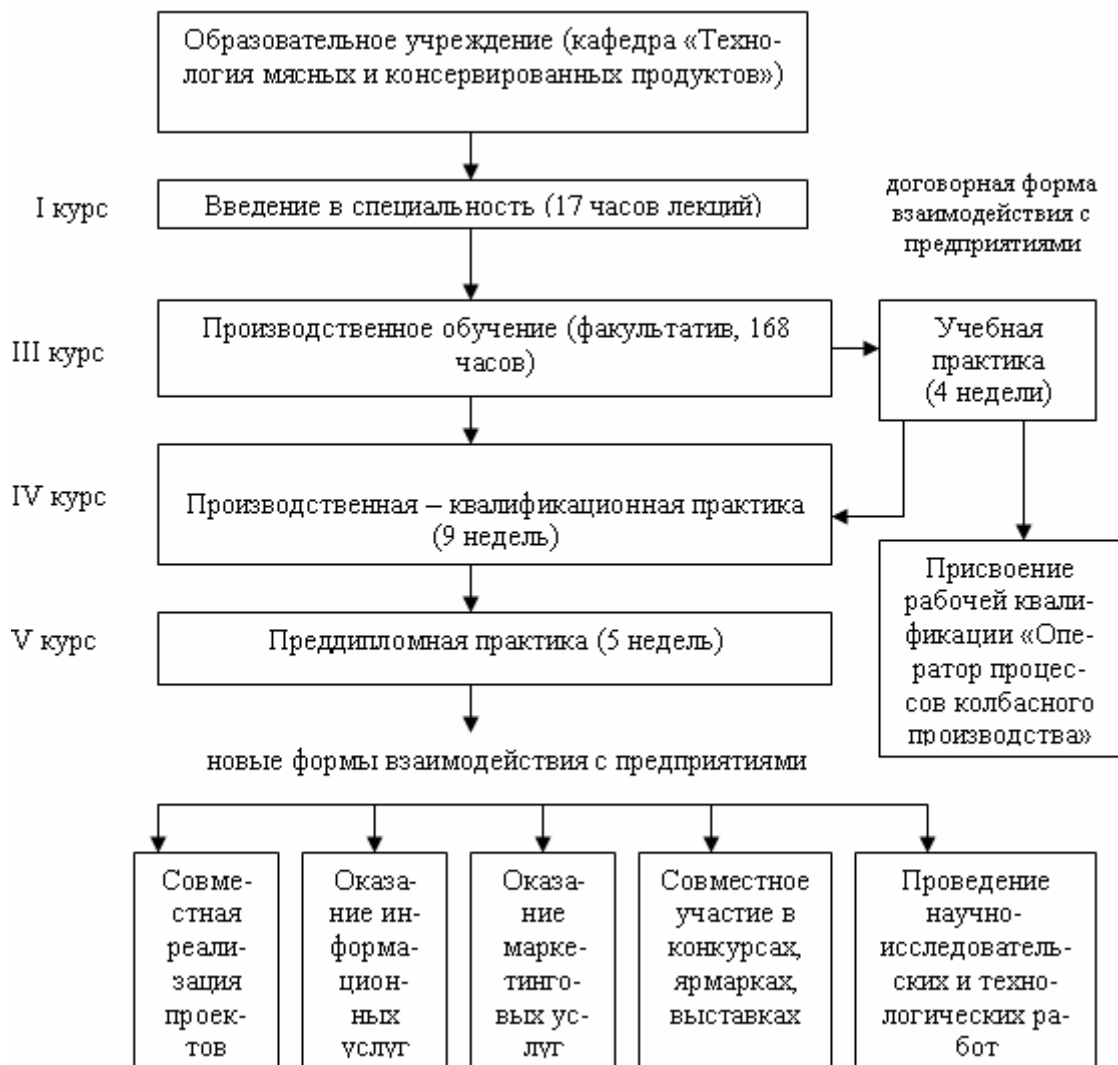 Образовательное учреждение (кафедра «Техно-
логия мясных и консервированных продуктов»)
I курс
Введение в специальность (17 часов лекций)
договорная форма
взаимодействия с
предприятиями
III курс
Производственное обучение (факультатив, 168
часов)
Учебная
практика
(4 недели)
IV курс
Производственная – квалификационная практика
(9 недель)
Присвоение
рабочей квали-
фикации «Опе-
ратор процес-
сов колбасного
производства»
V курс
Преддипломная практика (5 недель)
новые формы взаимодействия с предприятиями
Совме-
стная
реали-
зация
проек-
тов
Оказа-
ние ин-
форма-
цион-
ных
услуг
Оказа-
ние
марке-
тинго-
вых ус-
луг
Совместное
участие в
конкурсах,
ярмарках,
выставках
Проведение
научно-
исследователь-
ских и техно-
логических ра-
бот